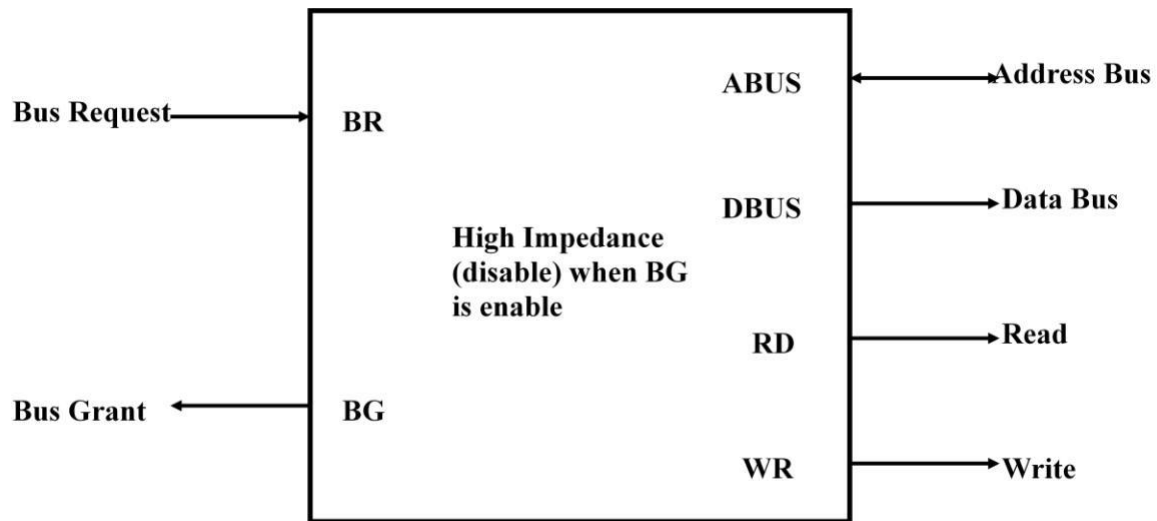 ABUS
Address Bus
Bus Request
BR
DBUS
Data Bus
High Impedance
(disable) when BG
is enable
RD
Read
Bus Grant
BG
WR
Write